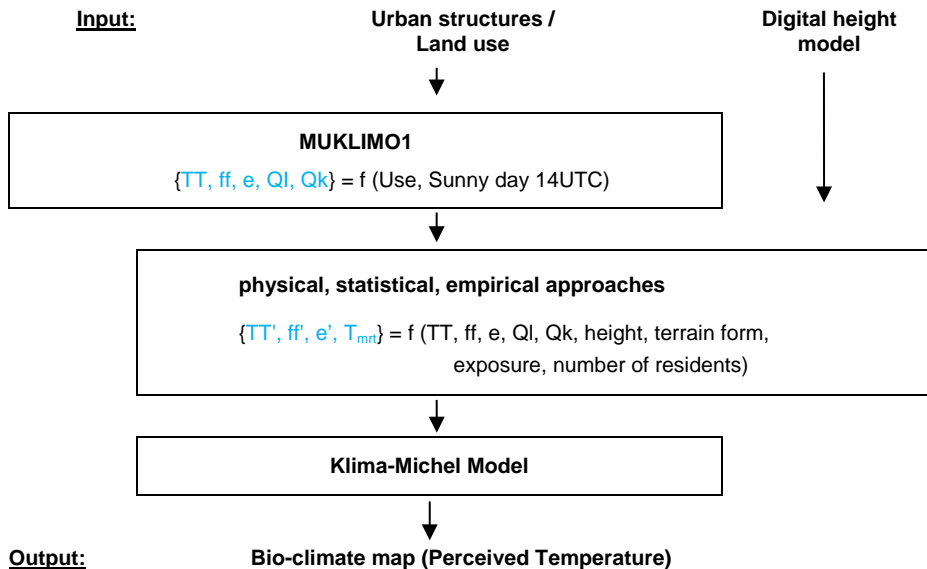 Input: Urban structures / Digital height
Land use model
MUKLIMO1
{TT, ff, e, Ql, Qk} = f (Use, Sunny day 14UTC)
physical, statistical, empirical approaches
{TT', ff', e’, Tmrt} = f (TT, ff, e, Ql, Qk, height, terrain form,
exposure, number of residents)
Klima-Michel Model
Output: Bio-climate map (Perceived Temperature)